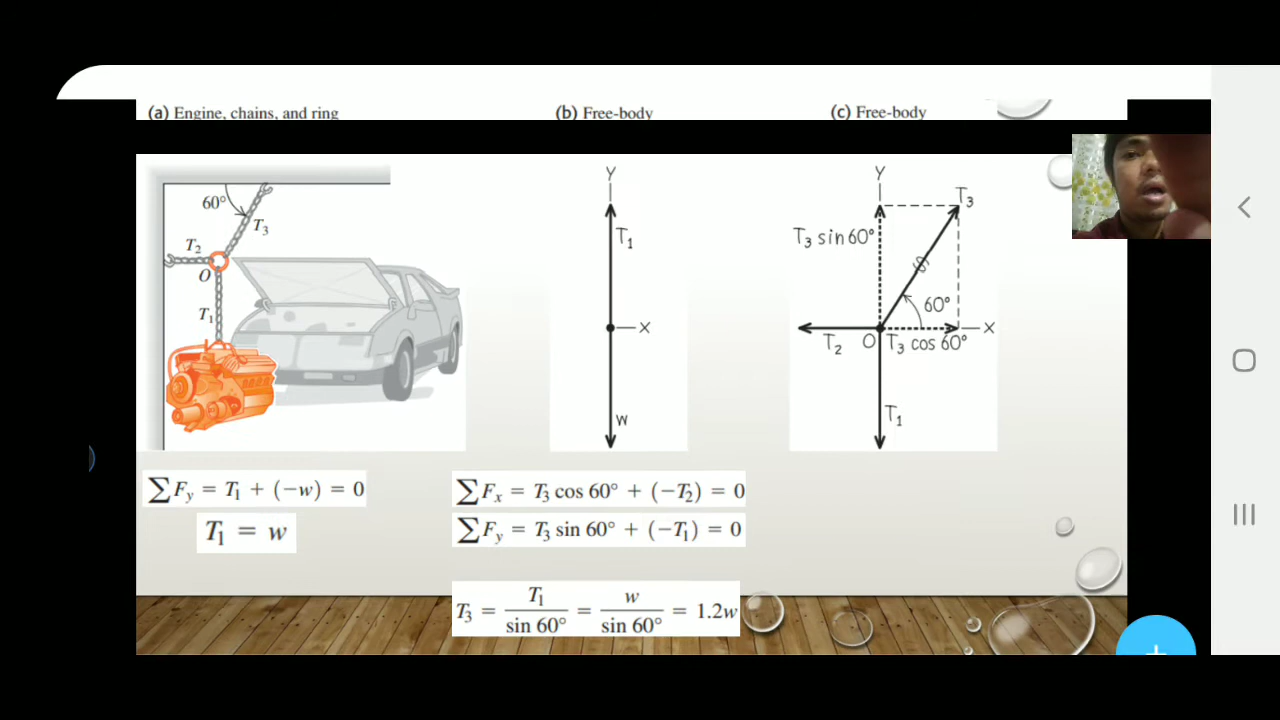 (a) Engine, chains, and ring
(b) Free-body
(c) Free-body
60°
T₃
T₂
O
T₁
Y
T₁
X
W
Y
T₃
T₃ sin 60°
60°
X
T₂ O T₃ cos 60°
T₁
∑Fy = T₁ + (−w) = 0
T₁ = w
∑Fx = T₃ cos 60° + (−T₂) = 0
∑Fy = T₃ sin 60° + (−T₁) = 0
T₃ = T₁ / sin 60° = w / sin 60° = 1.2w